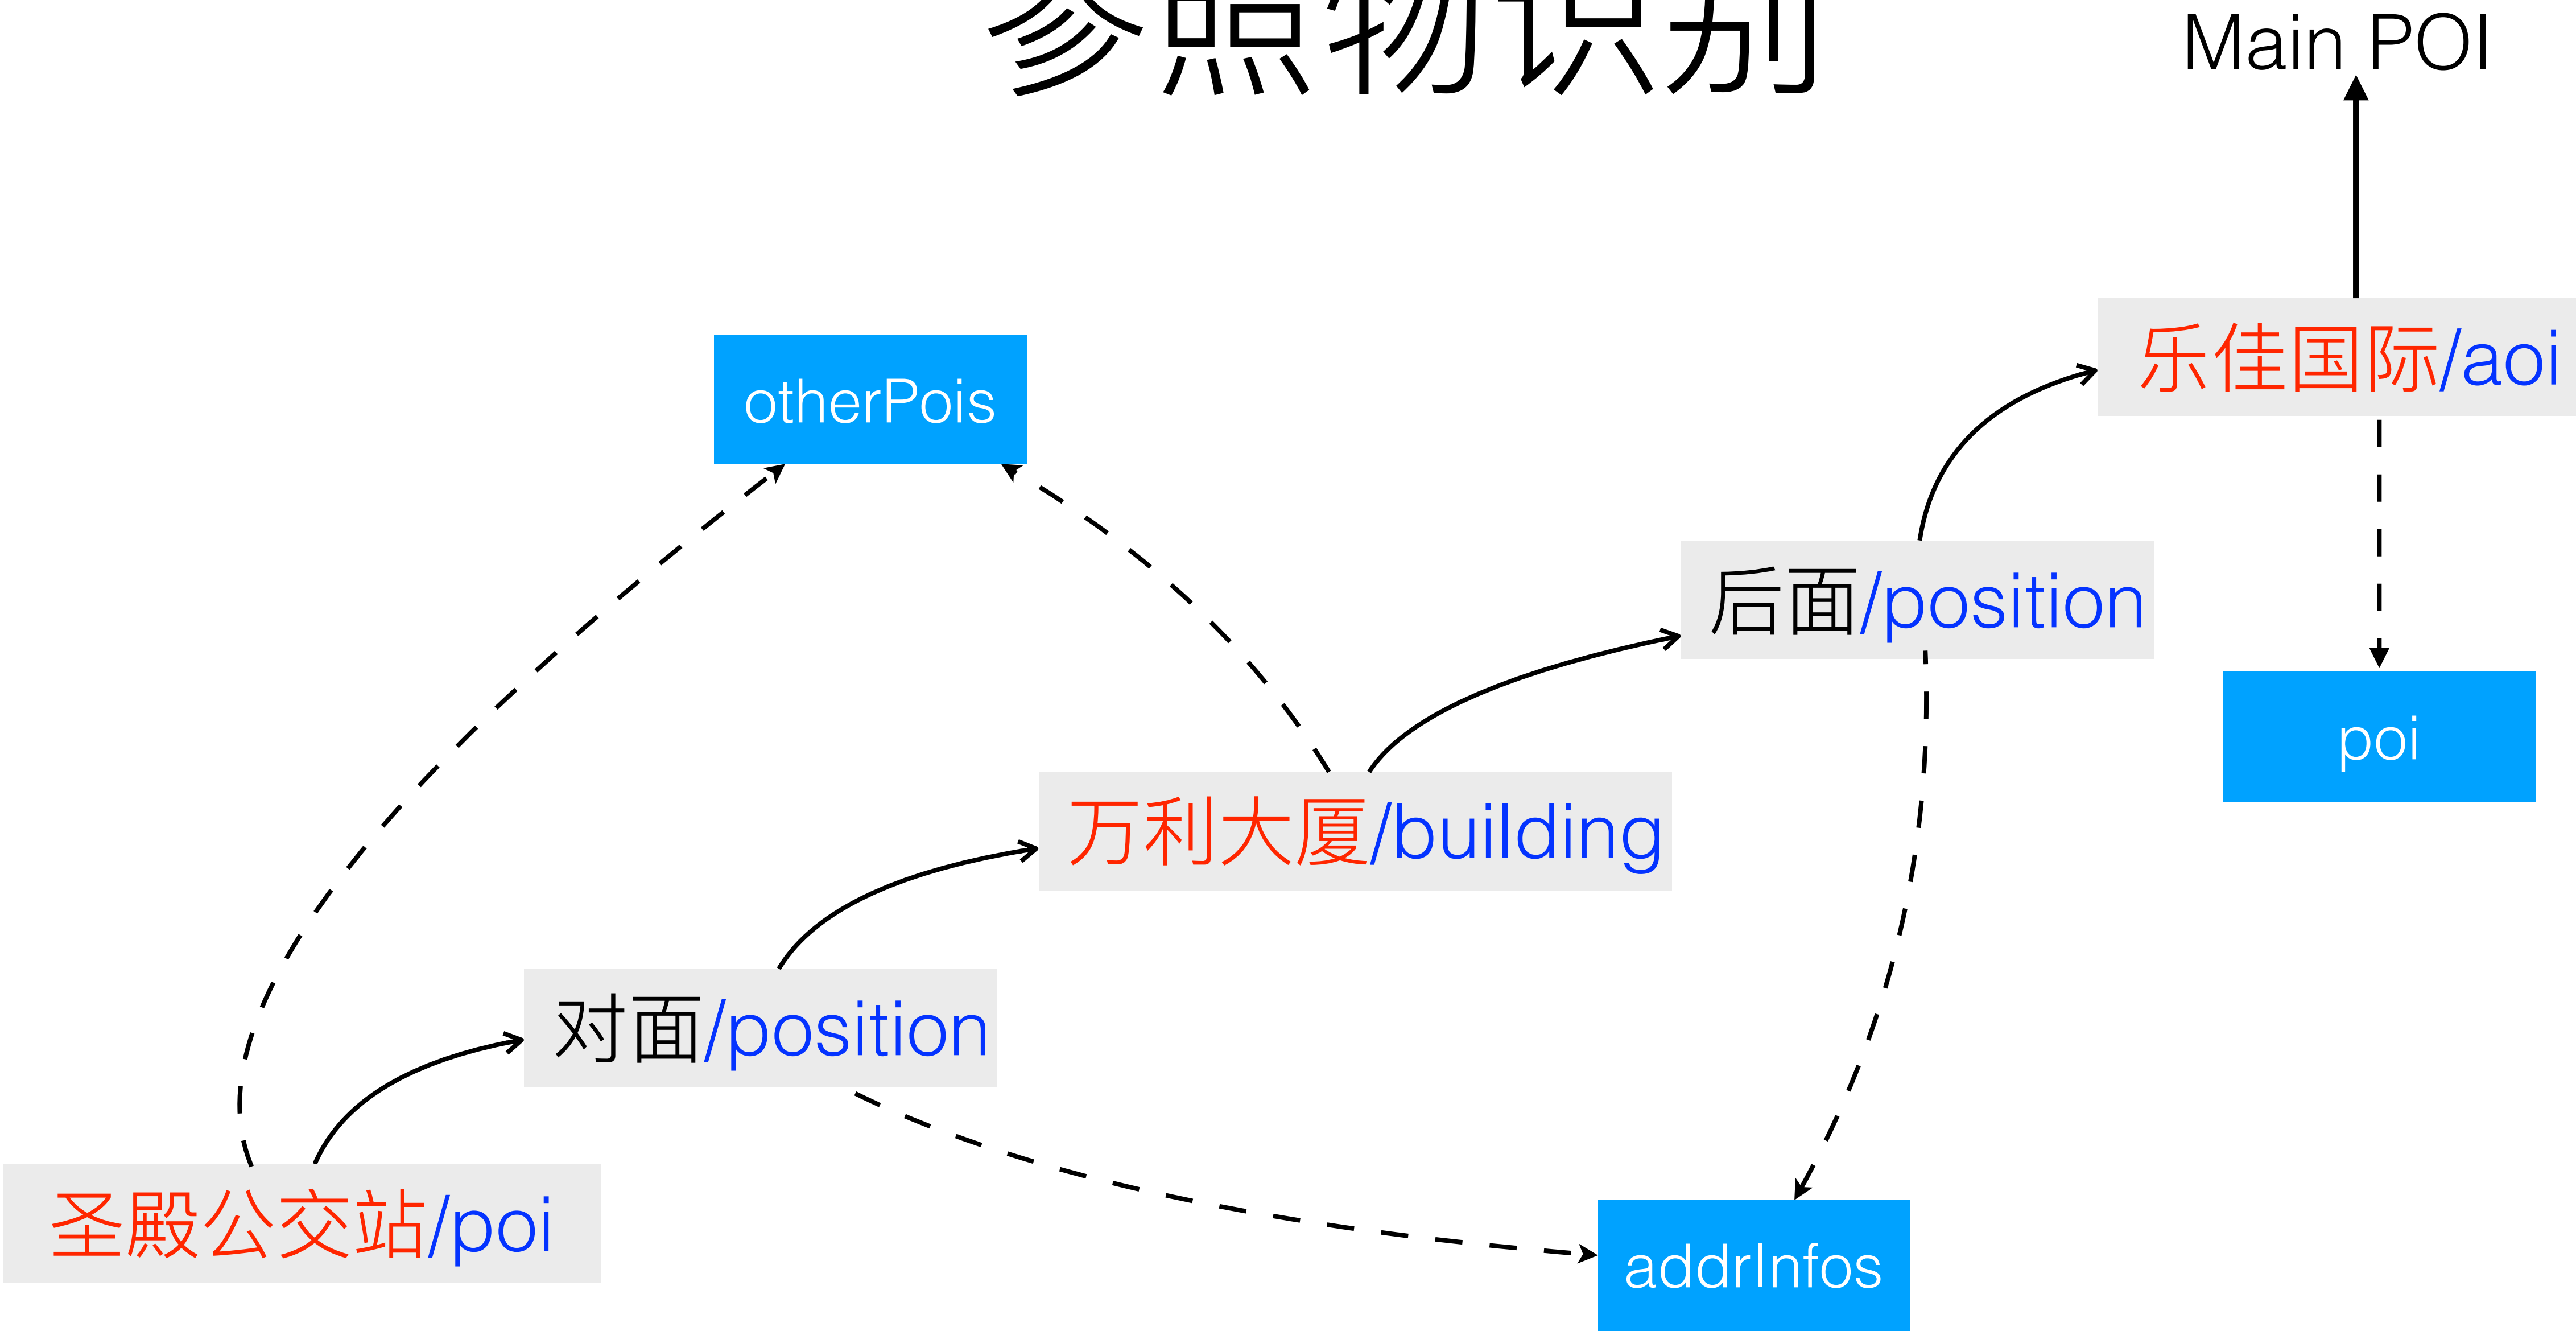 参照物识别
Main POI
乐佳国际/aoi
otherPois
后面/position
poi
万利大厦/building
对面/position
圣殿公交站/poi
addrInfos